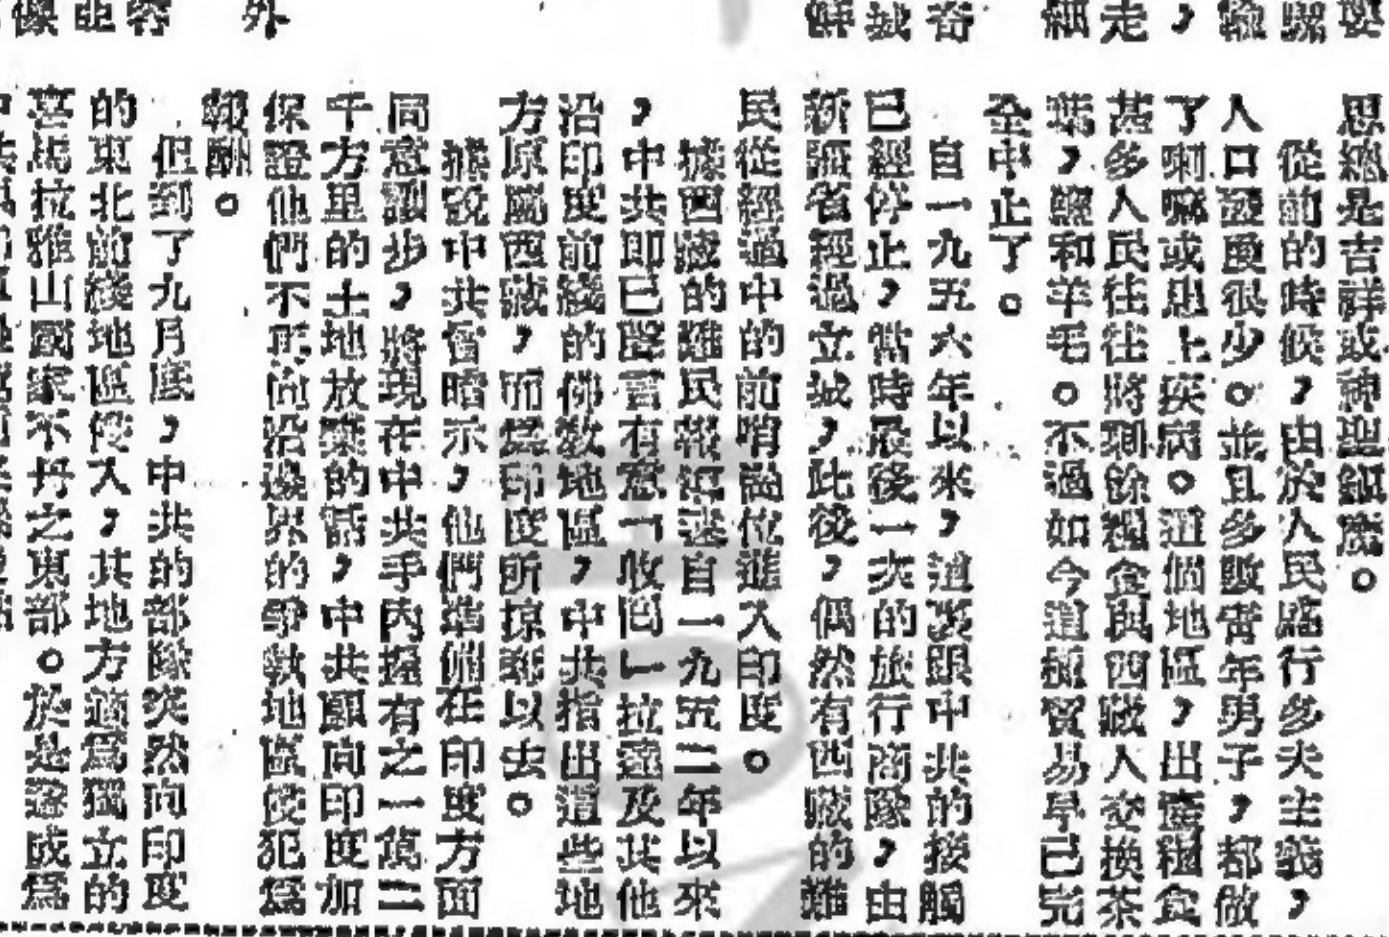 思總是吉祥或神聖顏度。
從前的時候,由於人民盛行多夫主義,
人口溫度很少。並且多數青年男子,都做
了喇嘛或患上疾病。這個地區,出產糧食
甚多人民往往將剩餘糧食與西藏人交換茶
葉,鹽和羊毛。不過如今這種貿易早已完
全中止了。
自一九五六年以來,這裏跟中共的接觸
已經停止,當時最後一次的旅行商隊,由
新疆省經過立城,此後,偶然有西藏的難
民從經過中的前哨崗位進入印度。
據西藏的難民報道述自一九五二年以來
,中共即已堅言有意「收回」拉達及其他
沿印度前綫的佛教地區,中共指出這些地
方原屬西藏,而爲印度所掠奪以去。
據說中共曾暗示,他們準備在印度方面
同意讓步,將現在中共手內握有之一萬二
千方里的土地放棄的話,中共願向印度加
保證他們不再向沿邊界的爭執地區侵犯爲
報酬。
但到了九月底,中共的部隊突然向印度
的東北前綫地區侵入,其地方適爲獨立的
喜馬拉雅山國家不丹之東部。於是遂成爲